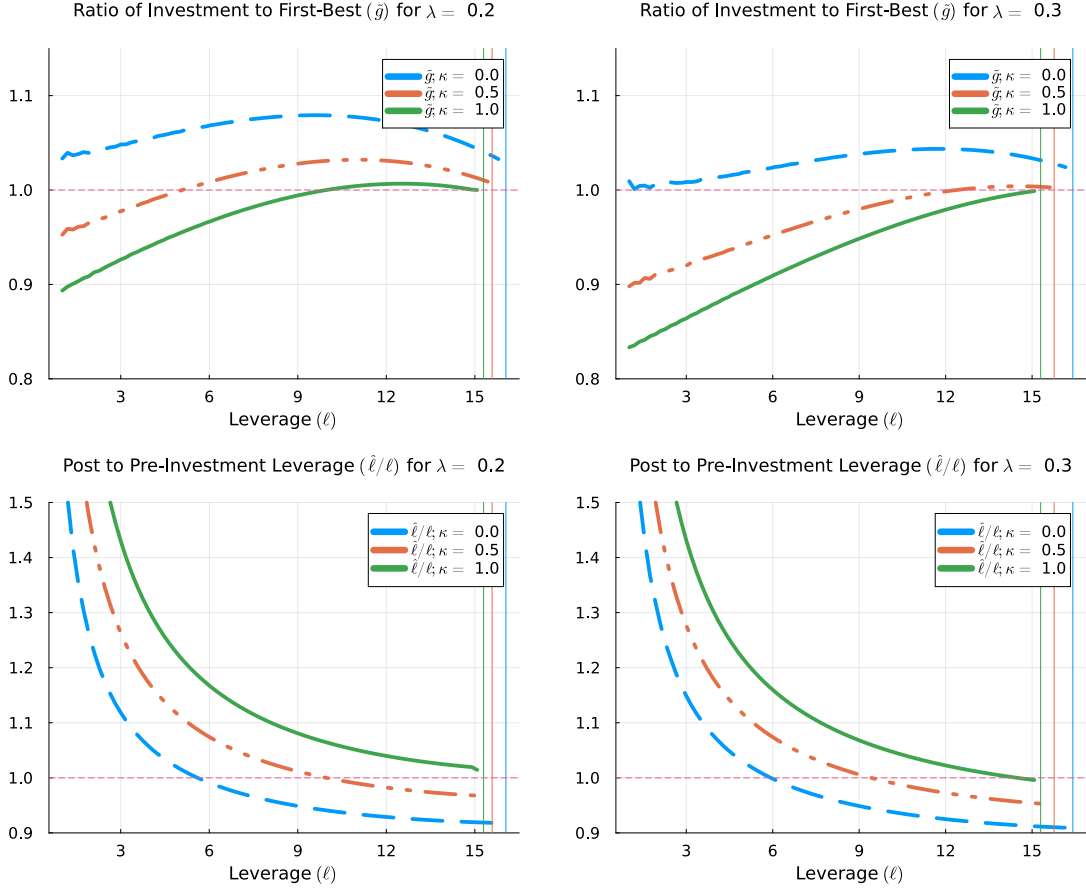 Ratio of Investment to First-Best (g̃) for λ = 0.2
1.1
1.0
0.9
0.8
3 6 9 12 15
Leverage (ℓ)
g̃; κ = 0.0
g̃; κ = 0.5
g̃; κ = 1.0
Ratio of Investment to First-Best (g̃) for λ = 0.3
1.1
1.0
0.9
0.8
3 6 9 12 15
Leverage (ℓ)
g̃; κ = 0.0
g̃; κ = 0.5
g̃; κ = 1.0
Post to Pre-Investment Leverage (ℓ̂/ℓ) for λ = 0.2
1.5
1.4
1.3
1.2
1.1
1.0
0.9
3 6 9 12 15
Leverage (ℓ)
ℓ̂/ℓ; κ = 0.0
ℓ̂/ℓ; κ = 0.5
ℓ̂/ℓ; κ = 1.0
Post to Pre-Investment Leverage (ℓ̂/ℓ) for λ = 0.3
1.5
1.4
1.3
1.2
1.1
1.0
0.9
3 6 9 12 15
Leverage (ℓ)
ℓ̂/ℓ; κ = 0.0
ℓ̂/ℓ; κ = 0.5
ℓ̂/ℓ; κ = 1.0